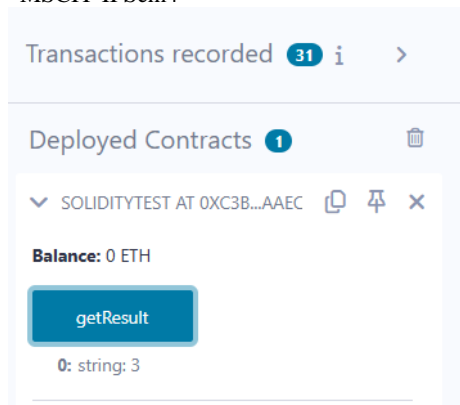 Transactions recorded 31 i >
Deployed Contracts 1
SOLIDITYTEST AT 0XC3B...AAEC
Balance: 0 ETH
getResult
0: string: 3